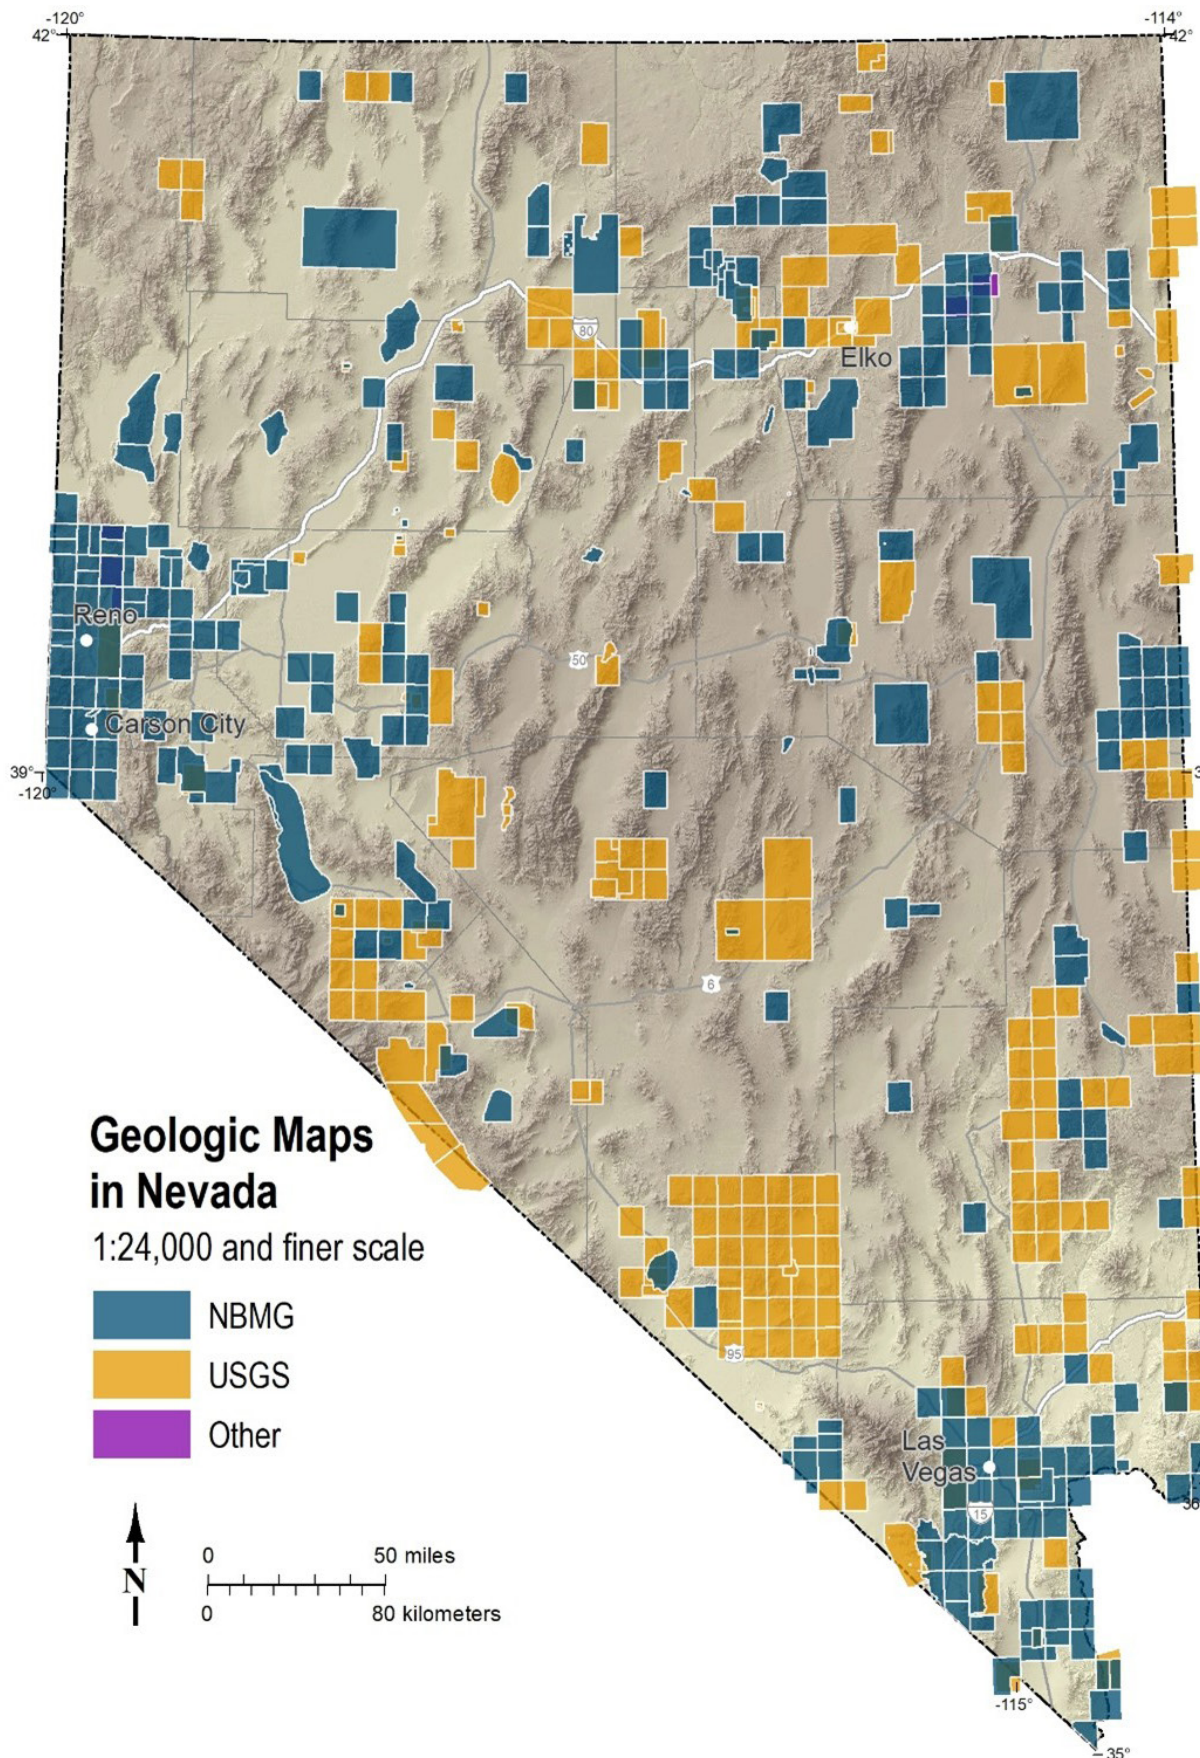 -120°
-114°
42°
42°
80
Elko
Reno
50
Carson City
39°
-120°
3
6
Geologic Maps
in Nevada
1:24,000 and finer scale
NBMG
USGS
Other
95
Las
Vegas
15
36
N
0
50 miles
0
80 kilometers
-115°
35°